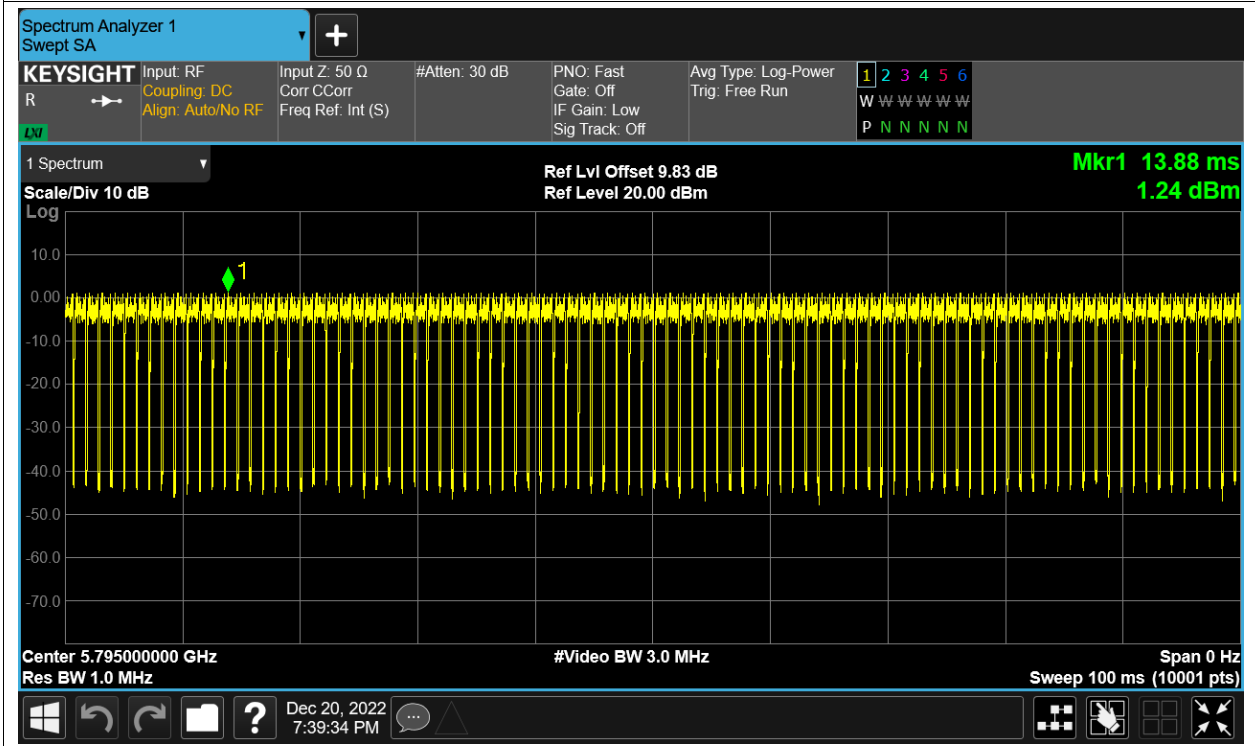 Spectrum Analyzer 1
Swept SA
KEYSIGHT
R
LXI
Input: RF
Coupling: DC
Align: Auto/No RF
Input Z: 50 Ω
Corr CCorr
Freq Ref: Int (S)
#Atten: 30 dB
PNO: Fast
Gate: Off
IF Gain: Low
Sig Track: Off
Avg Type: Log-Power
Trig: Free Run
1 2 3 4 5 6
W W W W W W
P N N N N N
1 Spectrum
Scale/Div 10 dB
Log
Ref Lvl Offset 9.83 dB
Ref Level 20.00 dBm
Mkr1 13.88 ms
1.24 dBm
1
10.0
0.00
-10.0
-20.0
-30.0
-40.0
-50.0
-60.0
-70.0
Center 5.795000000 GHz
#Video BW 3.0 MHz
Span 0 Hz
Res BW 1.0 MHz
Sweep 100 ms (10001 pts)
?
Dec 20, 2022
7:39:34 PM